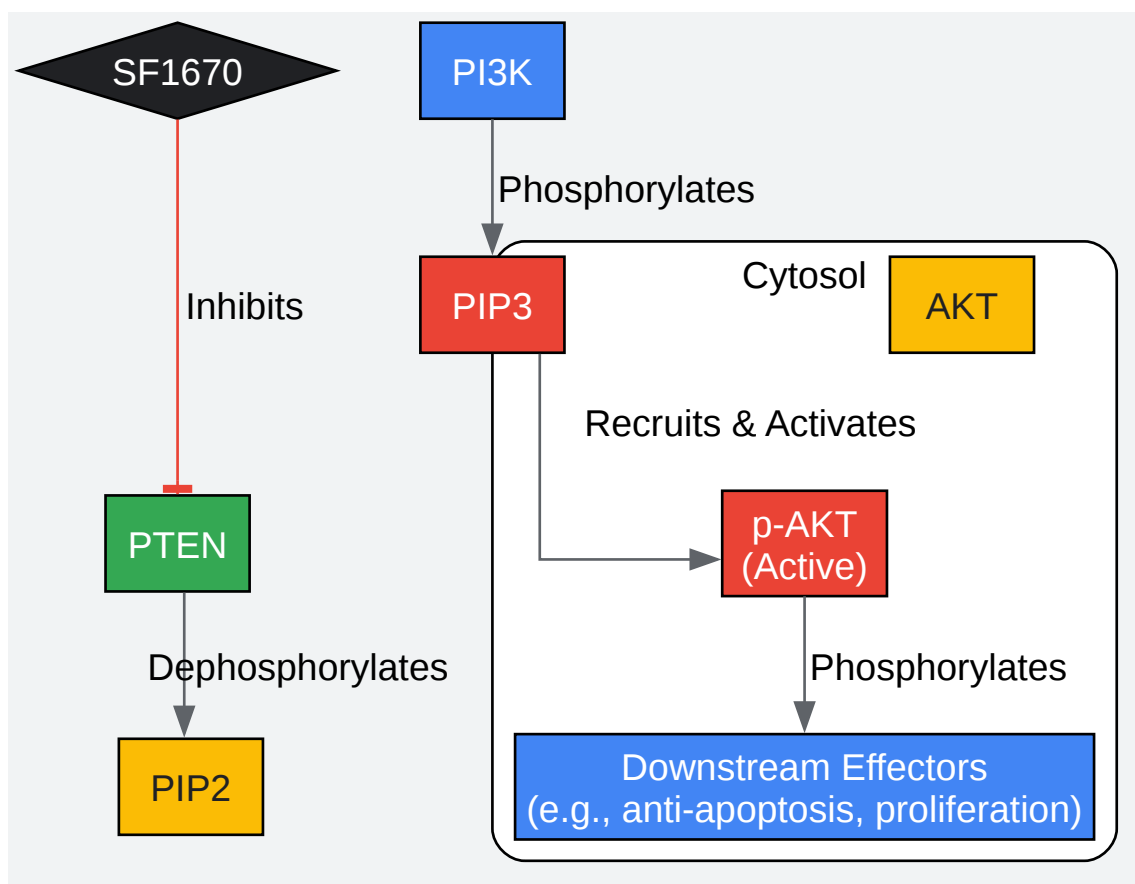 SF1670
PI3K
Phosphorylates
Cytosol
PIP3
AKT
Inhibits
Recruits & Activates
p-AKT
(Active)
PTEN
Dephosphorylates
Phosphorylates
PIP2
Downstream Effectors
(e.g., anti-apoptosis, proliferation)